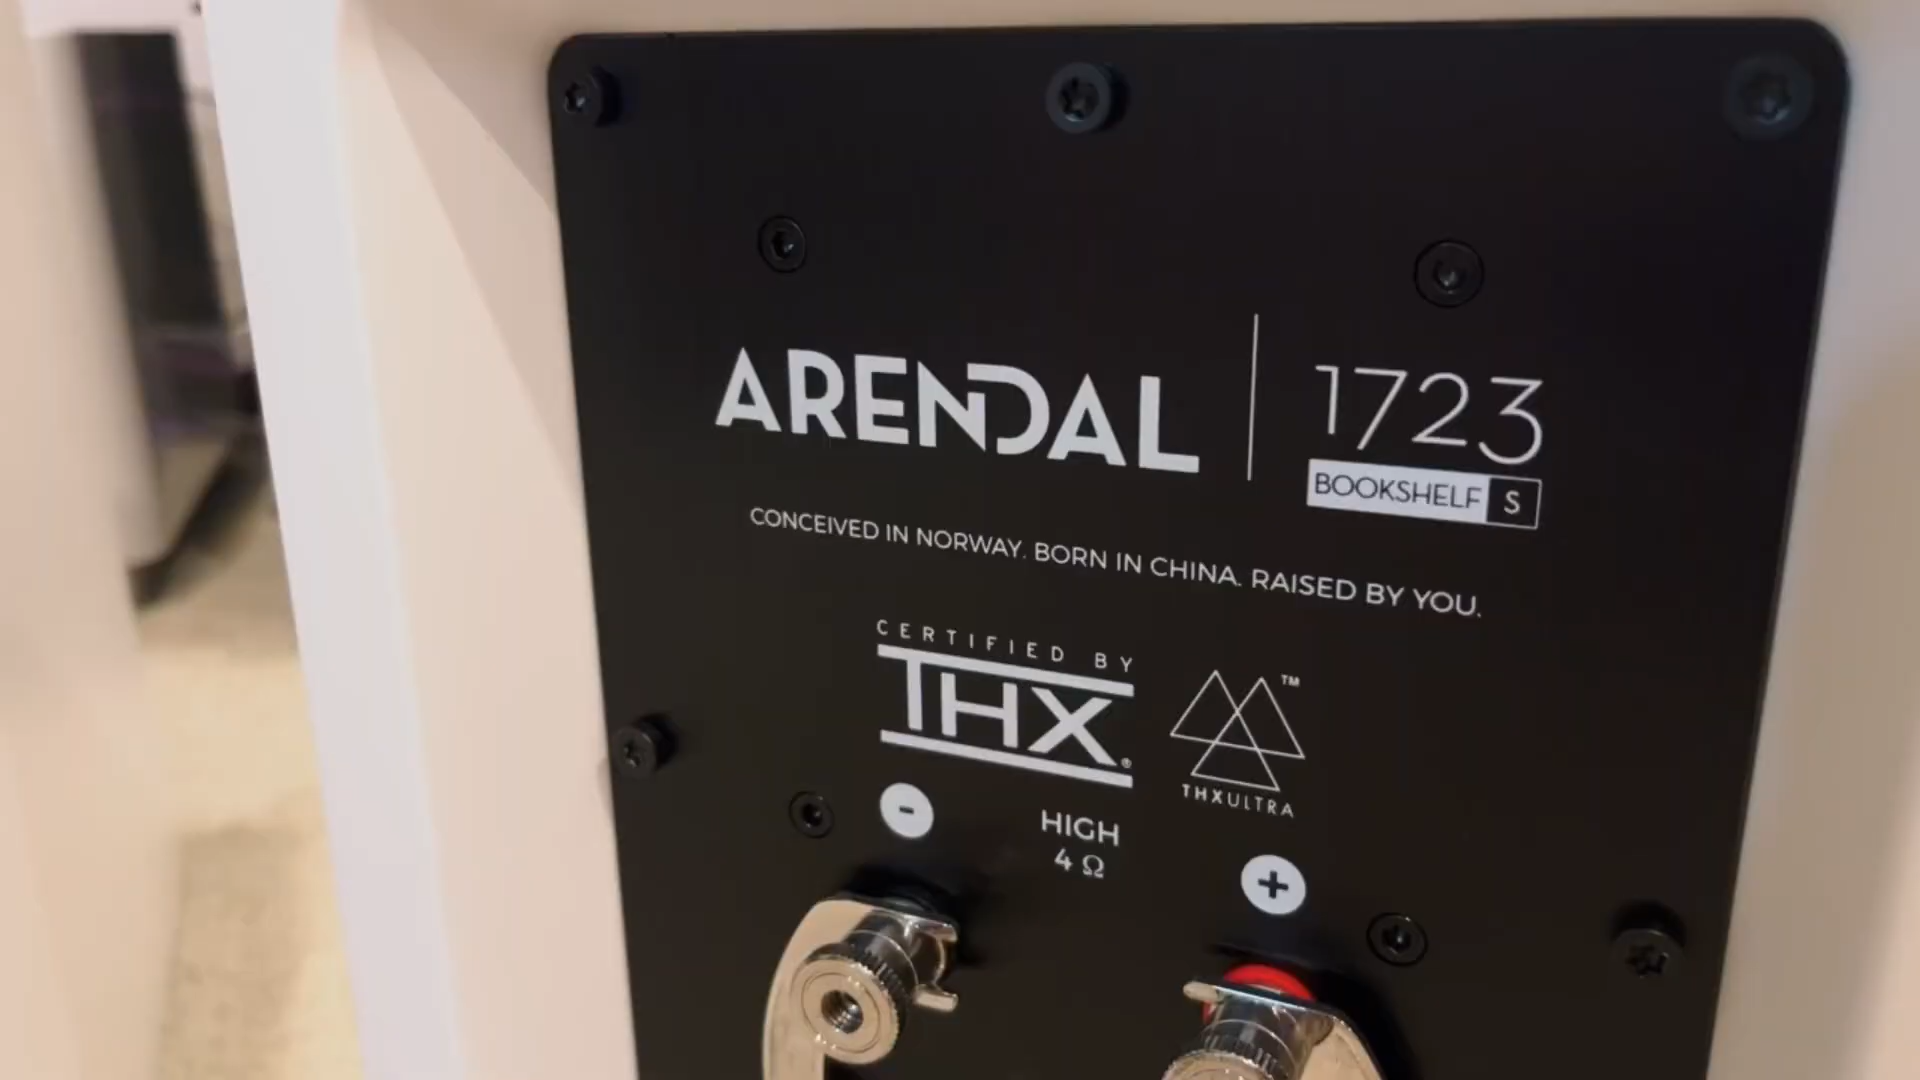 ARENDAL
1723
BOOKSHELF S
CONCEIVED IN NORWAY. BORN IN CHINA. RAISED BY YOU.
CERTIFIED BY
THX®
™
THXULTRA
-
HIGH
4 Ω
+